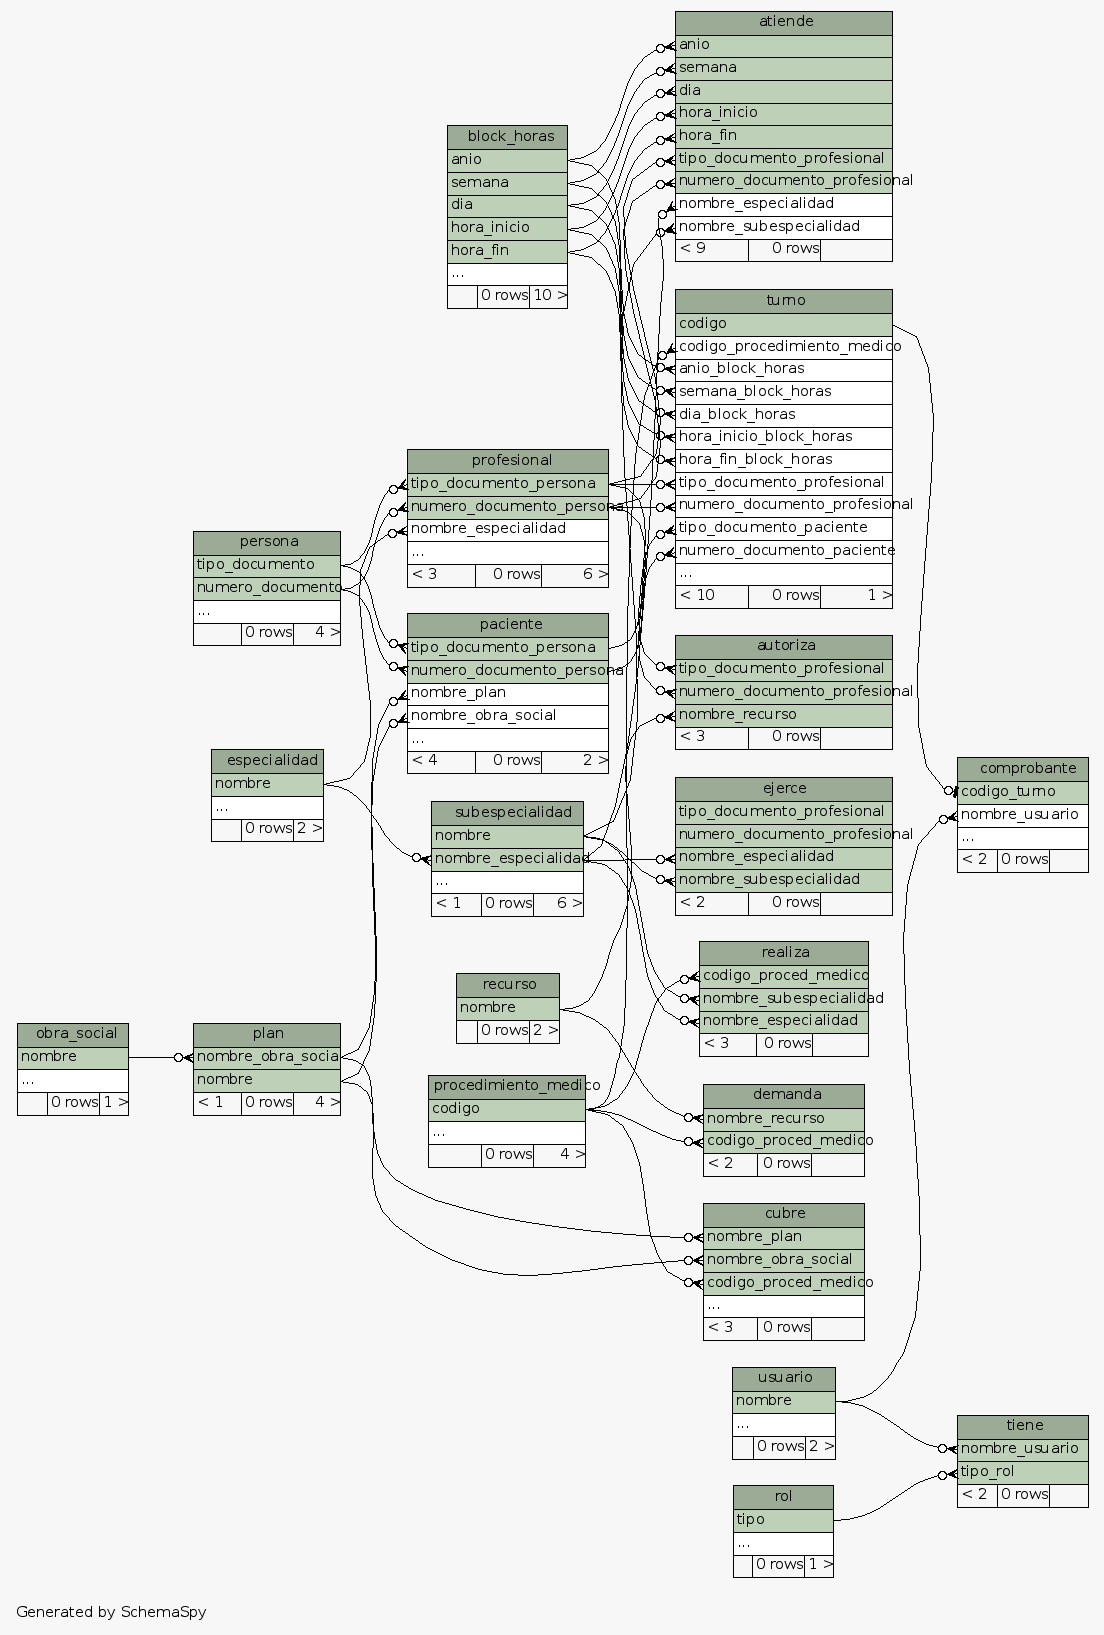 atiende
anio
semana
dia
hora_inicio
hora_fin
tipo_documento_profesional
numero_documento_profesional
nombre_especialidad
nombre_subespecialidad
< 9 0 rows
block_horas
anio
semana
dia
hora_inicio
hora_fin
...
0 rows 10 >
turno
codigo
codigo_procedimiento_medico
anio_block_horas
semana_block_horas
dia_block_horas
hora_inicio_block_horas
hora_fin_block_horas
tipo_documento_profesional
numero_documento_profesional
tipo_documento_paciente
numero_documento_paciente
...
< 10 0 rows 1 >
profesional
tipo_documento_persona
numero_documento_persona
nombre_especialidad
...
< 3 0 rows 6 >
persona
tipo_documento
numero_documento
...
0 rows 4 >
paciente
tipo_documento_persona
numero_documento_persona
nombre_plan
nombre_obra_social
...
< 4 0 rows 2 >
autoriza
tipo_documento_profesional
numero_documento_profesional
nombre_recurso
< 3 0 rows
especialidad
nombre
...
0 rows 2 >
comprobante
codigo_turno
nombre_usuario
...
< 2 0 rows
ejerce
tipo_documento_profesional
numero_documento_profesional
nombre_especialidad
nombre_subespecialidad
< 2 0 rows
subespecialidad
nombre
nombre_especialidad
...
< 1 0 rows 6 >
realiza
codigo_proced_medico
nombre_subespecialidad
nombre_especialidad
< 3 0 rows
recurso
nombre
0 rows 2 >
obra_social
nombre
...
0 rows 1 >
plan
nombre_obra_socia
nombre
< 1 0 rows 4 >
procedimiento_medico
codigo
...
0 rows 4 >
demanda
nombre_recurso
codigo_proced_medico
< 2 0 rows
cubre
nombre_plan
nombre_obra_social
codigo_proced_medico
...
< 3 0 rows
usuario
nombre
...
0 rows 2 >
tiene
nombre_usuario
tipo_rol
< 2 0 rows
rol
tipo
...
0 rows 1 >
Generated by SchemaSpy